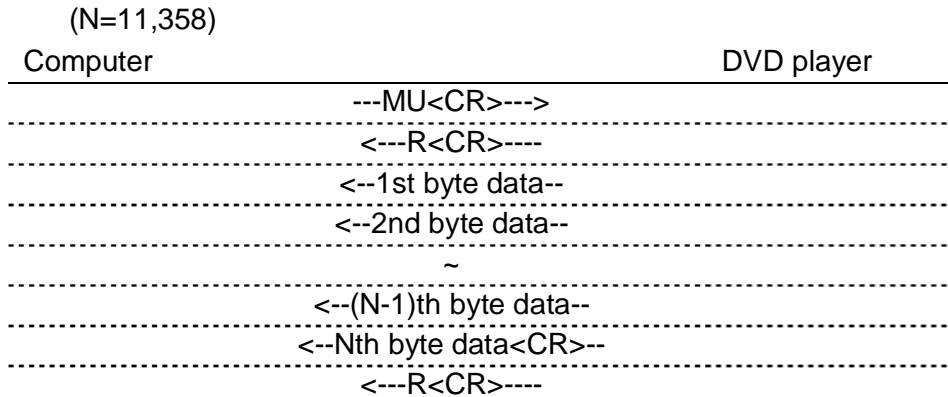 (N=11,358)
Computer DVD player
---MU<CR>--->
<---R<CR>----
<--1st byte data--
<--2nd byte data--
~
<--(N-1)th byte data--
<--Nth byte data<CR>--
<---R<CR>----